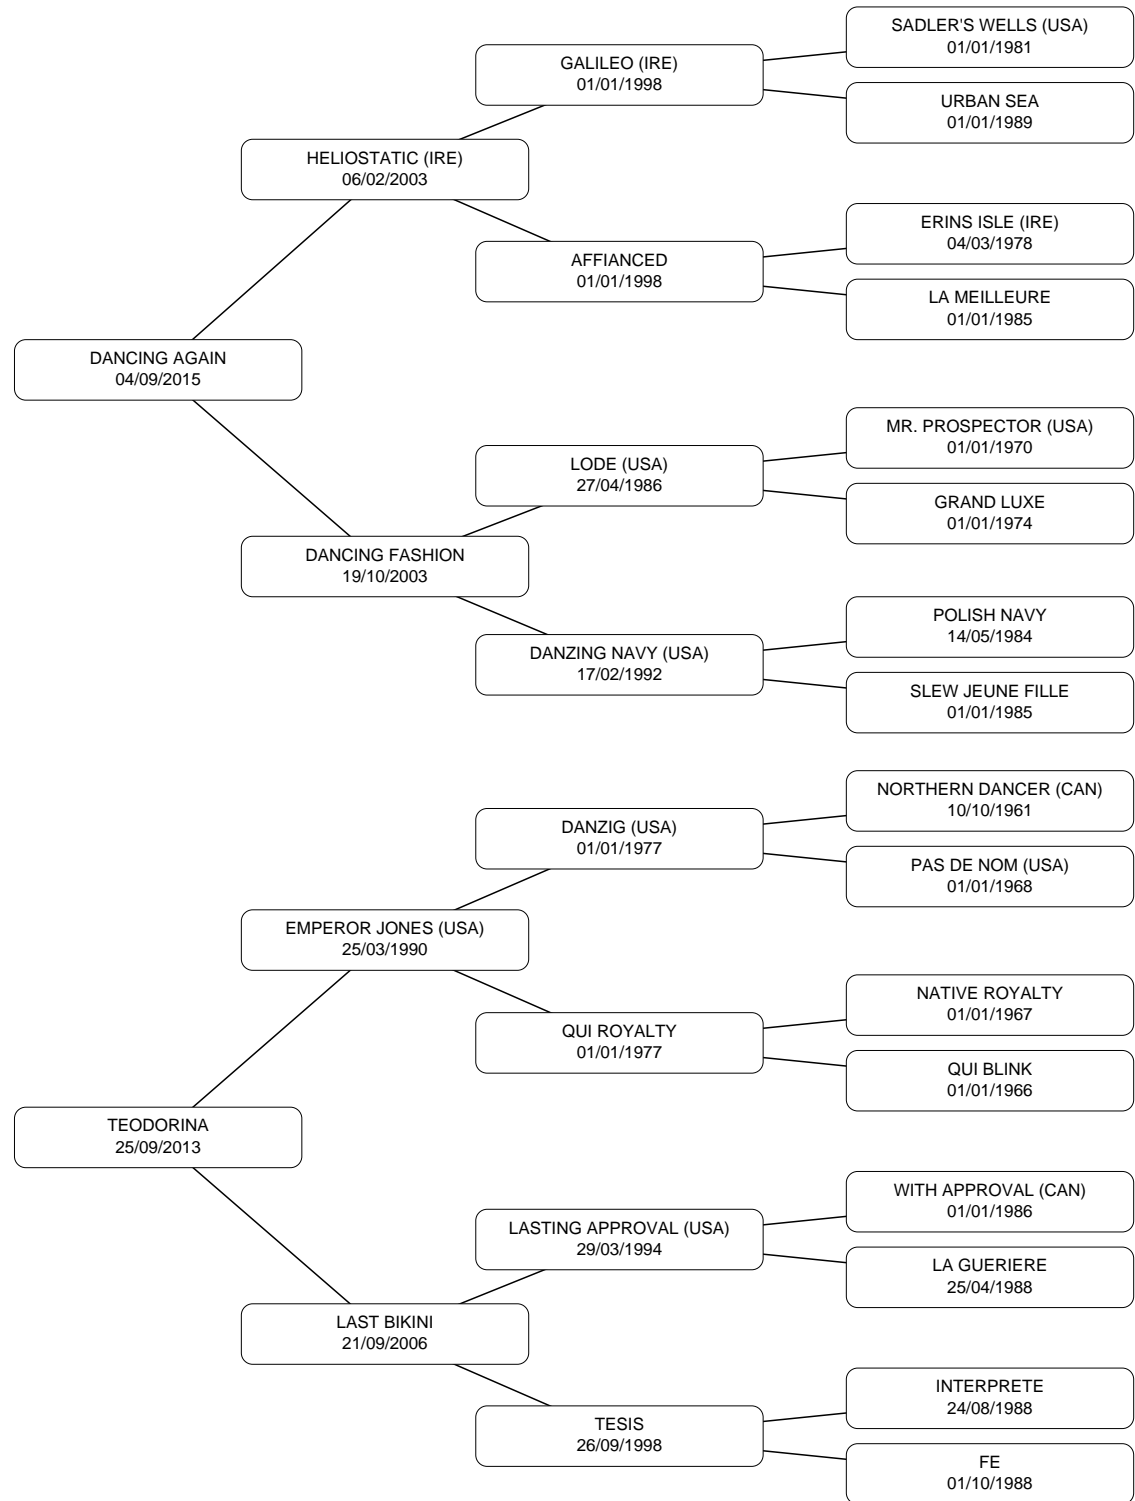 SADLER'S WELLS (USA)
01/01/1981
GALILEO (IRE)
01/01/1998
URBAN SEA
01/01/1989
HELIOSTATIC (IRE)
06/02/2003
ERINS ISLE (IRE)
04/03/1978
AFFIANCED
01/01/1998
LA MEILLEURE
01/01/1985
DANCING AGAIN
04/09/2015
MR. PROSPECTOR (USA)
01/01/1970
LODE (USA)
27/04/1986
GRAND LUXE
01/01/1974
DANCING FASHION
19/10/2003
POLISH NAVY
14/05/1984
DANZING NAVY (USA)
17/02/1992
SLEW JEUNE FILLE
01/01/1985
NORTHERN DANCER (CAN)
10/10/1961
DANZIG (USA)
01/01/1977
PAS DE NOM (USA)
01/01/1968
EMPEROR JONES (USA)
25/03/1990
NATIVE ROYALTY
01/01/1967
QUI ROYALTY
01/01/1977
QUI BLINK
01/01/1966
TEODORINA
25/09/2013
WITH APPROVAL (CAN)
01/01/1986
LASTING APPROVAL (USA)
29/03/1994
LA GUERIERE
25/04/1988
LAST BIKINI
21/09/2006
INTERPRETE
24/08/1988
TESIS
26/09/1998
FE
01/10/1988